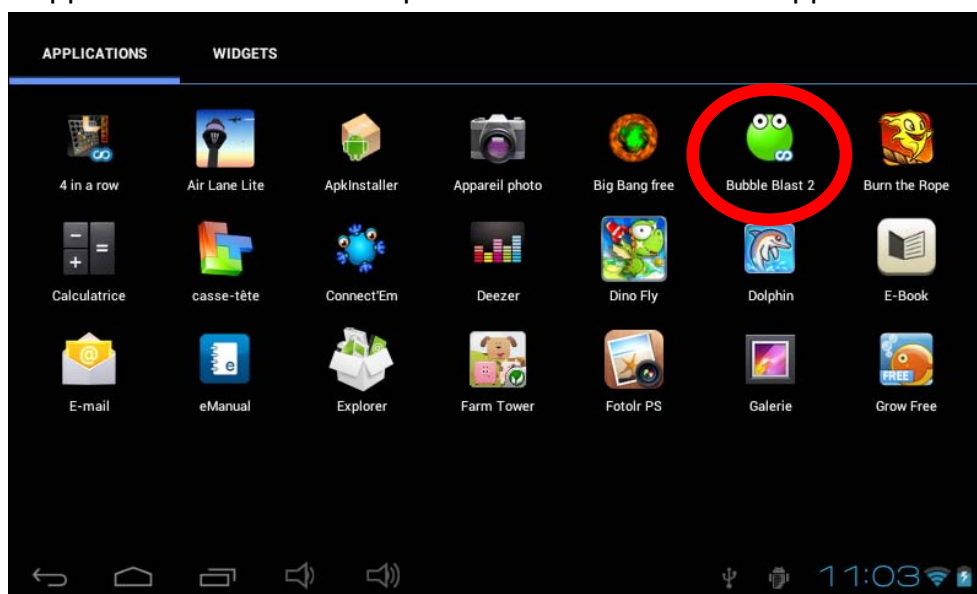 APPLICATIONS WIDGETS
4 in a row Air Lane Lite ApkInstaller Appareil photo Big Bang free Bubble Blast 2 Burn the Rope
Calculatrice casse-tête Connect'Em Deezer Dino Fly Dolphin E-Book
FREE
E-mail eManual Explorer Farm Tower Fotolr PS Galerie Grow Free
11:03